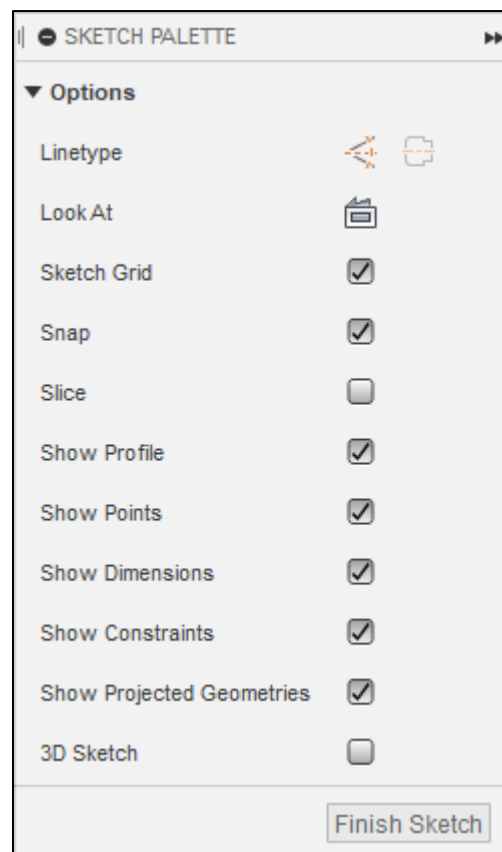 SKETCH PALETTE
Options
Linetype
Look At
Sketch Grid
Snap
Slice
Show Profile
Show Points
Show Dimensions
Show Constraints
Show Projected Geometries
3D Sketch
Finish Sketch